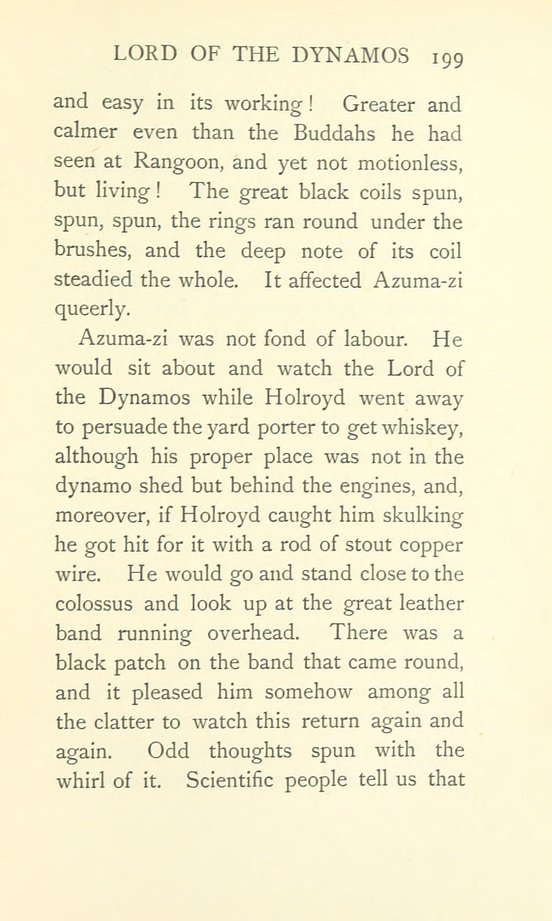 LORD OF THE DYNAMOS 199
and easy in its working! Greater and
calmer even than the Buddahs he had
seen at Rangoon, and yet not motionless,
but living! The great black coils spun,
spun, spun, the rings ran round under the
brushes, and the deep note of its coil
steadied the whole. It affected Azuma-zi
queerly.
Azuma-zi was not fond of labour. He
would sit about and watch the Lord of
the Dynamos while Holroyd went away
to persuade the yard porter to get whiskey,
although his proper place was not in the
dynamo shed but behind the engines, and,
moreover, if Holroyd caught him skulking
he got hit for it with a rod of stout copper
wire. He would go and stand close to the
colossus and look up at the great leather
band running overhead. There was a
black patch on the band that came round,
and it pleased him somehow among all
the clatter to watch this return again and
again. Odd thoughts spun with the
whirl of it. Scientific people tell us that